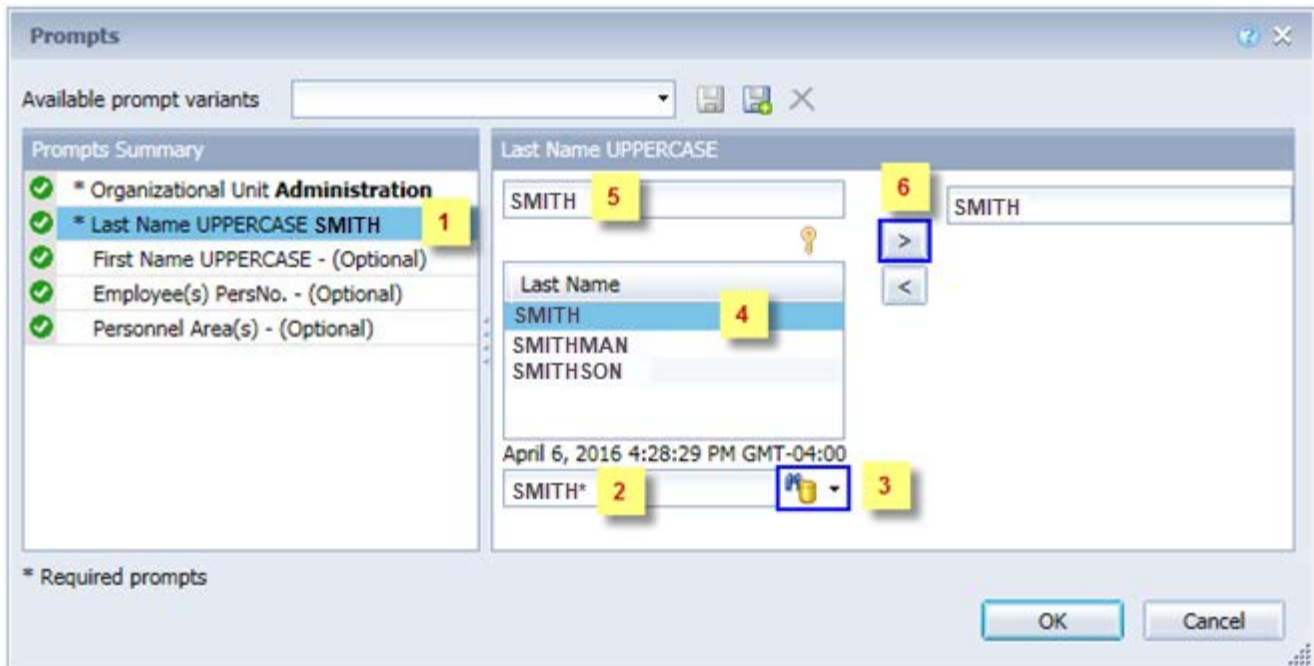 Prompts
Available prompt variants
Prompts Summary
* Organizational Unit Administration
* Last Name UPPERCASE SMITH 1
First Name UPPERCASE - (Optional)
Employee(s) PersNo. - (Optional)
Personnel Area(s) - (Optional)
Last Name UPPERCASE
SMITH 5
6
SMITH
>
<
Last Name
SMITH 4
SMITHMAN
SMITHSON
April 6, 2016 4:28:29 PM GMT-04:00
SMITH* 2
3
* Required prompts
OK
Cancel